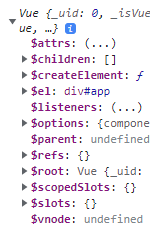 Vue {_uid: 0, _isVue
ue, …} i
$attrs: (...)
$children: []
$createElement: ƒ
$el: div#app
$listeners: (...)
$options: {compone
$parent: undefined
$refs: {}
$root: Vue {_uid:
$scopedSlots: {}
$slots: {}
$vnode: undefined